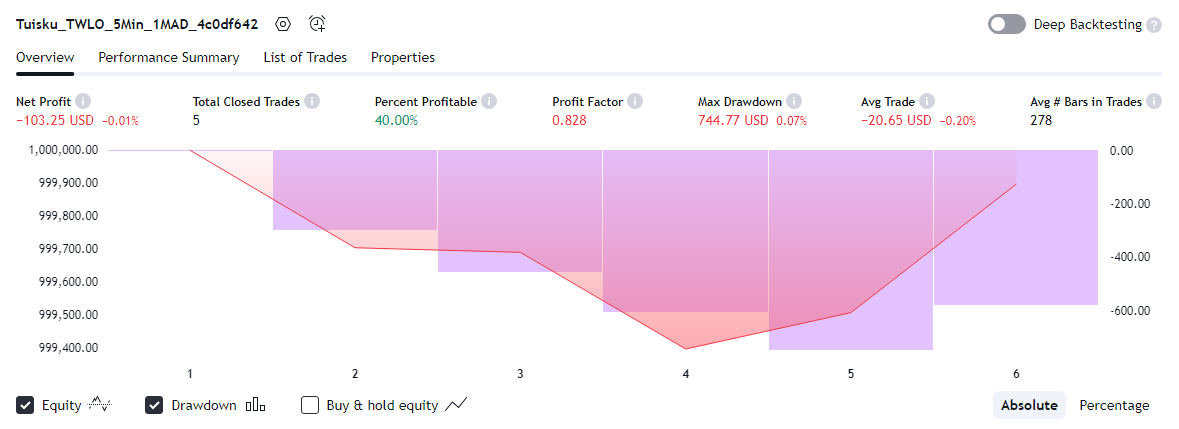 Tuisku_TWLO_5Min_1MAD_4c0df642
Deep Backtesting ?
Overview Performance Summary List of Trades Properties
Net Profit Total Closed Trades Percent Profitable Profit Factor Max Drawdown Avg Trade Avg # Bars in Trades
−103.25 USD −0.01% 5 40.00% 0.828 744.77 USD 0.07% −20.65 USD −0.20% 278
1,000,000.00 0.00
999,900.00
999,800.00 -200.00
999,700.00
999,600.00 -400.00
999,500.00 -600.00
999,400.00
1 2 3 4 5 6
Equity Drawdown Buy & hold equity Absolute Percentage